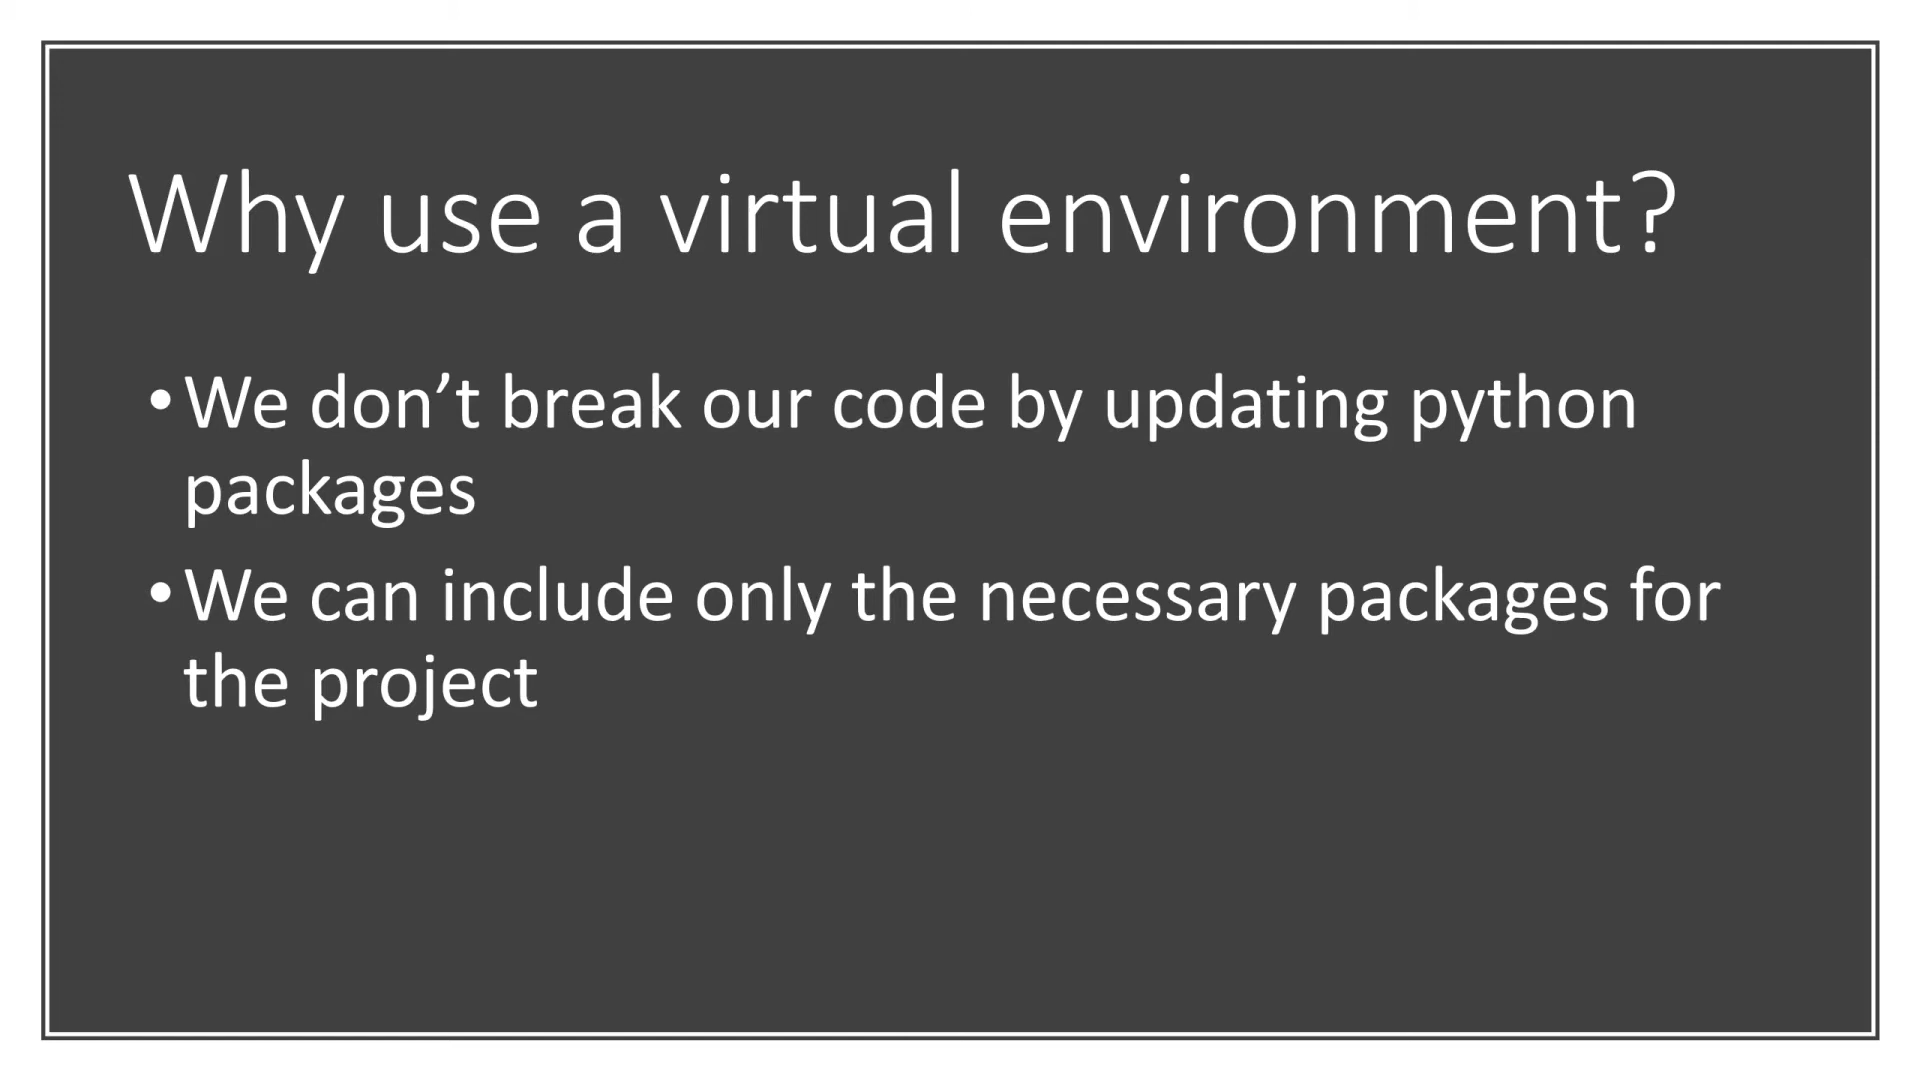 Why use a virtual environment?
•We don’t break our code by updating python
packages
•We can include only the necessary packages for
the project